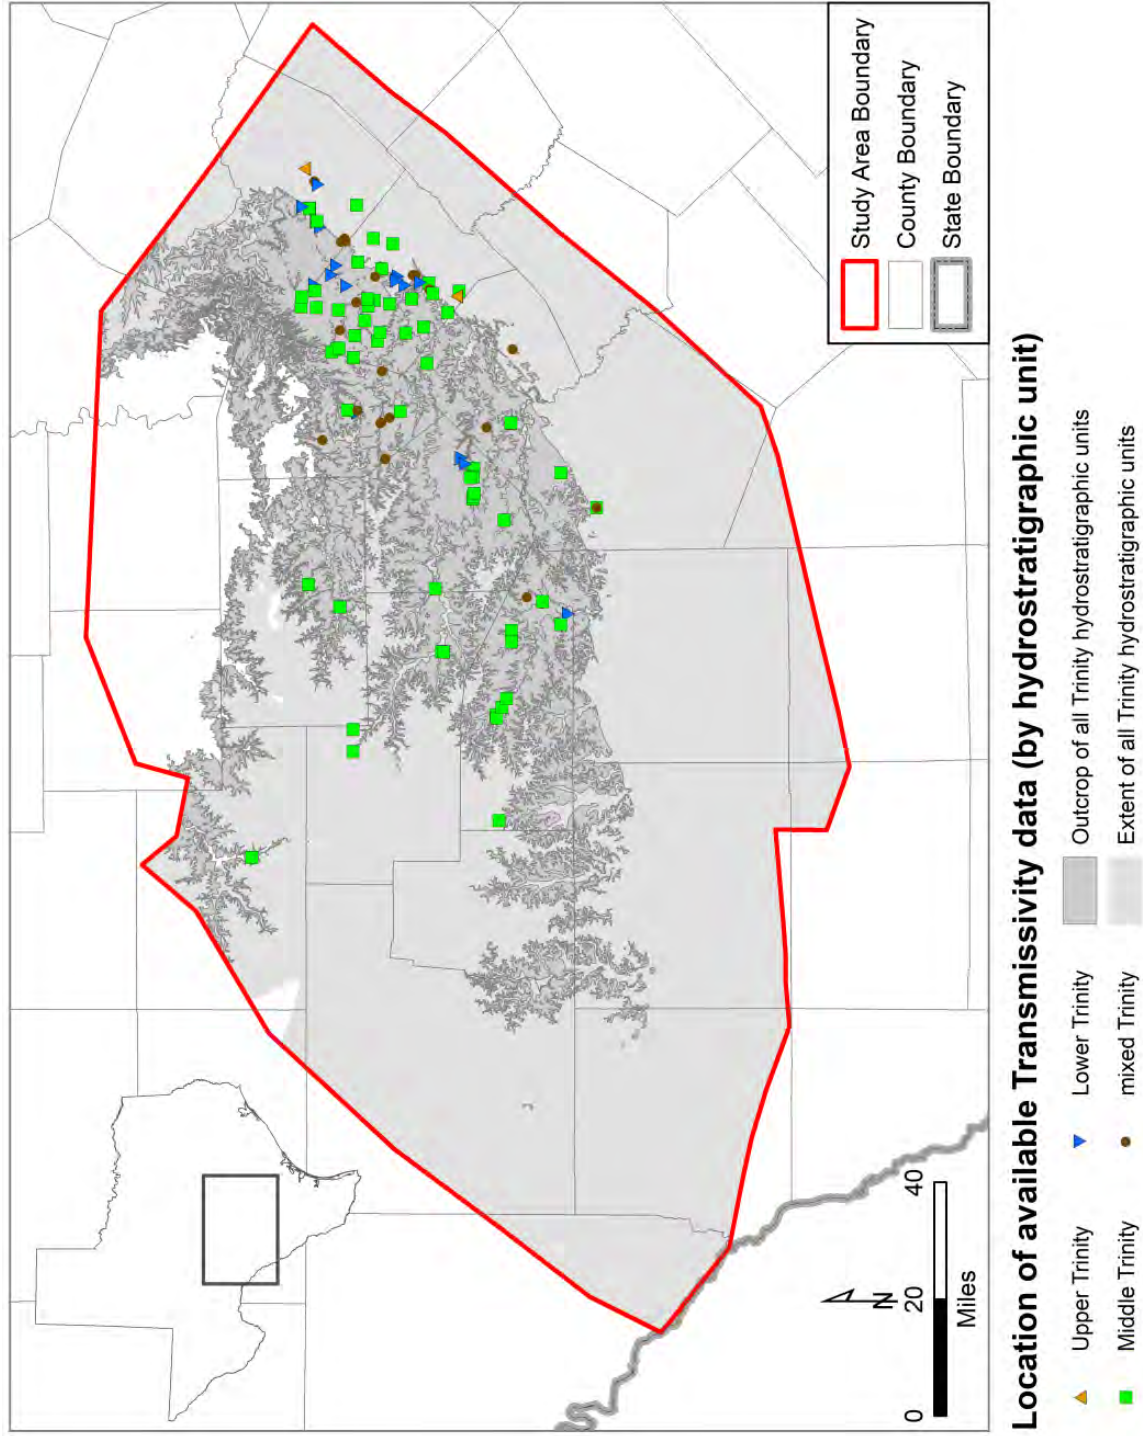 Study Area Boundary
County Boundary
State Boundary
N
0 20 40
Miles
Location of available Transmissivity data (by hydrostratigraphic unit)
Upper Trinity
Lower Trinity
Outcrop of all Trinity hydrostratigraphic units
Middle Trinity
mixed Trinity
Extent of all Trinity hydrostratigraphic units